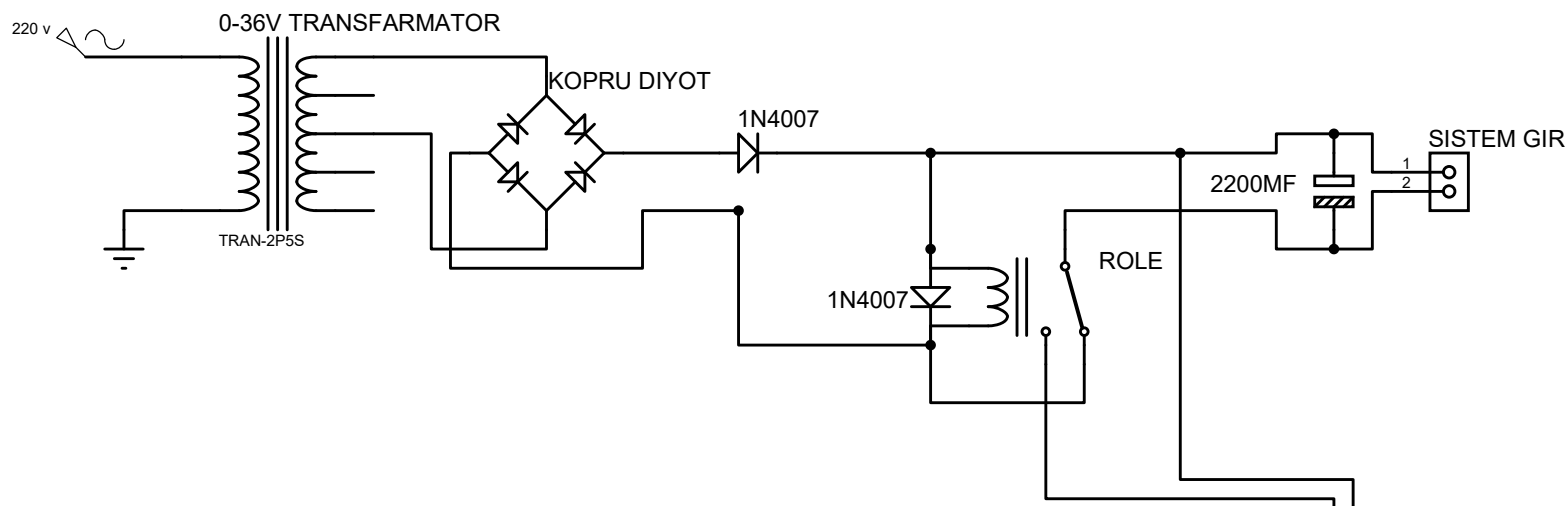 0-36V TRANSFARMATOR
220 v
KOPRU DIYOT
1N4007
SISTEM GIR
1
2200MF
2
TRAN-2P5S
ROLE
1N4007